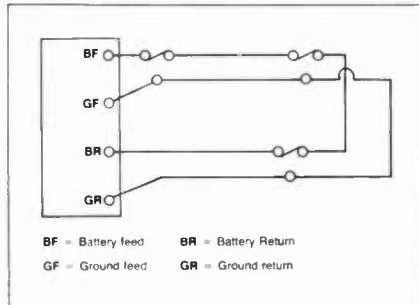 BF
GF
BR
GR
BF = Battery feed BR = Battery Return
GF = Ground feed GR = Ground return